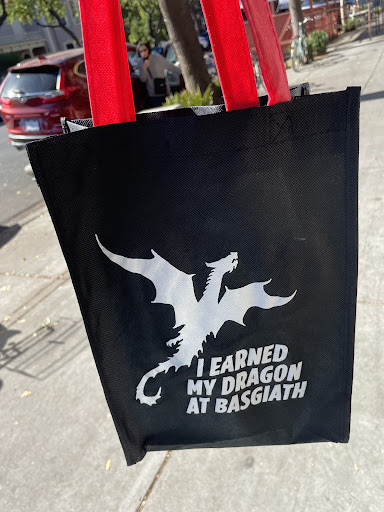 I EARNED
MY DRAGON
AT BASGIATH